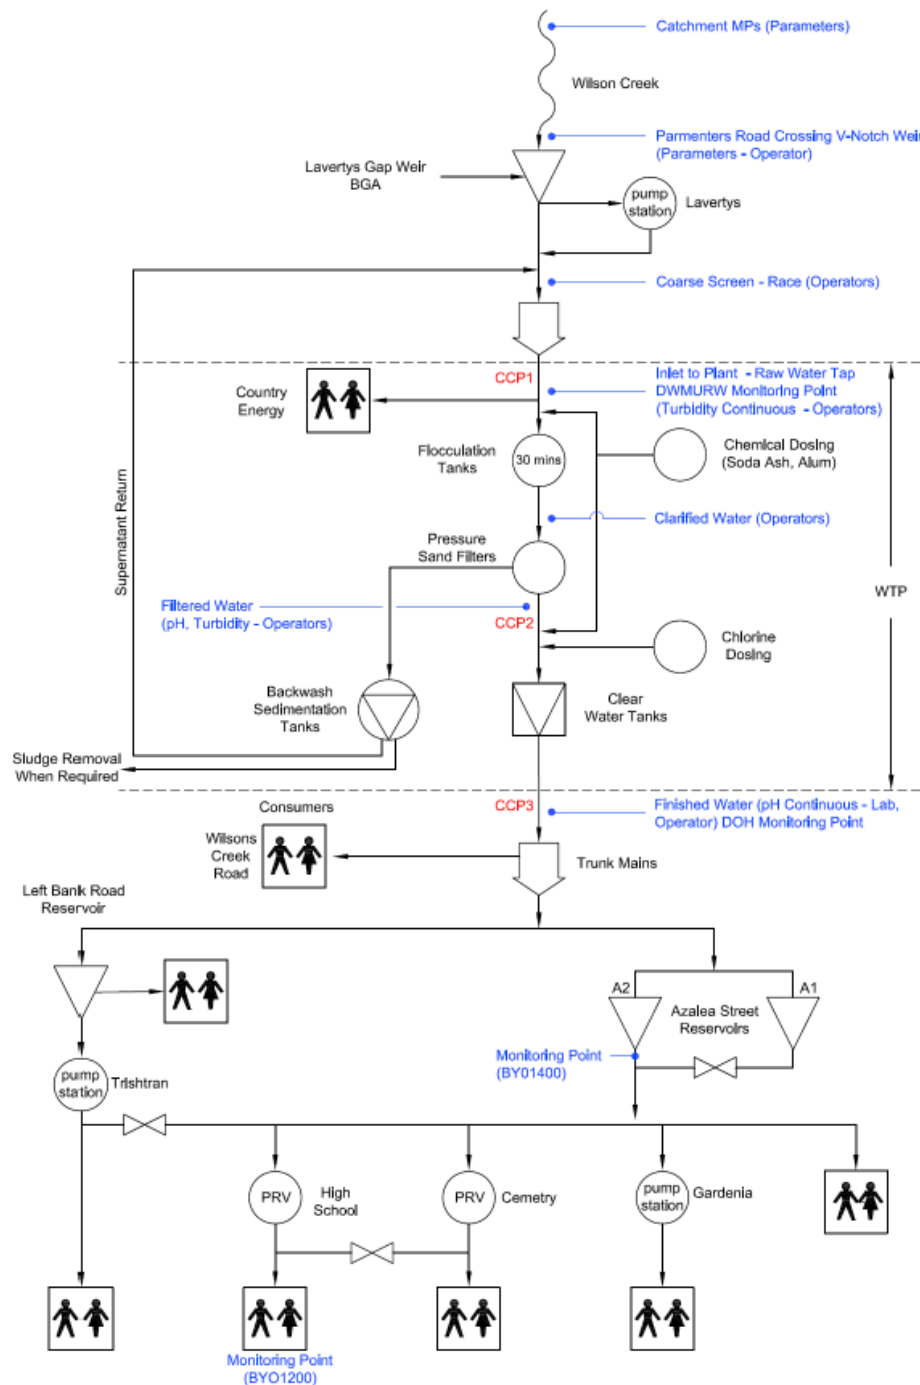 Catchment MPs (Parameters)
Wilson Creek
Parmenters Road Crossing V-Notch Weir
(Parameters - Operator)
Lavertys Gap Weir
BGA
pump
station
Lavertys
Coarse Screen - Race (Operators)
CCP1
Inlet to Plant - Raw Water Tap
DWMURW Monitoring Point
(Turbidity Continuous - Operators)
Country
Energy
Flocculation
Tanks
30 mins
Chemical Dosing
(Soda Ash, Alum)
Supernatant Return
Clarified Water (Operators)
Pressure
Sand Filters
WTP
Filtered Water
(pH, Turbidity - Operators)
CCP2
Chlorine
Dosing
Backwash
Sedimentation
Tanks
Clear
Water Tanks
Sludge Removal
When Required
CCP3
Finished Water (pH Continuous - Lab,
Operator) DOH Monitoring Point
Consumers
Wilsons
Creek
Road
Trunk Mains
Left Bank Road
Reservoir
A2
A1
Azalea Street
Reservoirs
Monitoring Point
(BY01400)
pump
station
Trishtran
PRV
High
School
PRV
Cemetry
pump
station
Gardenia
Monitoring Point
(BYO1200)